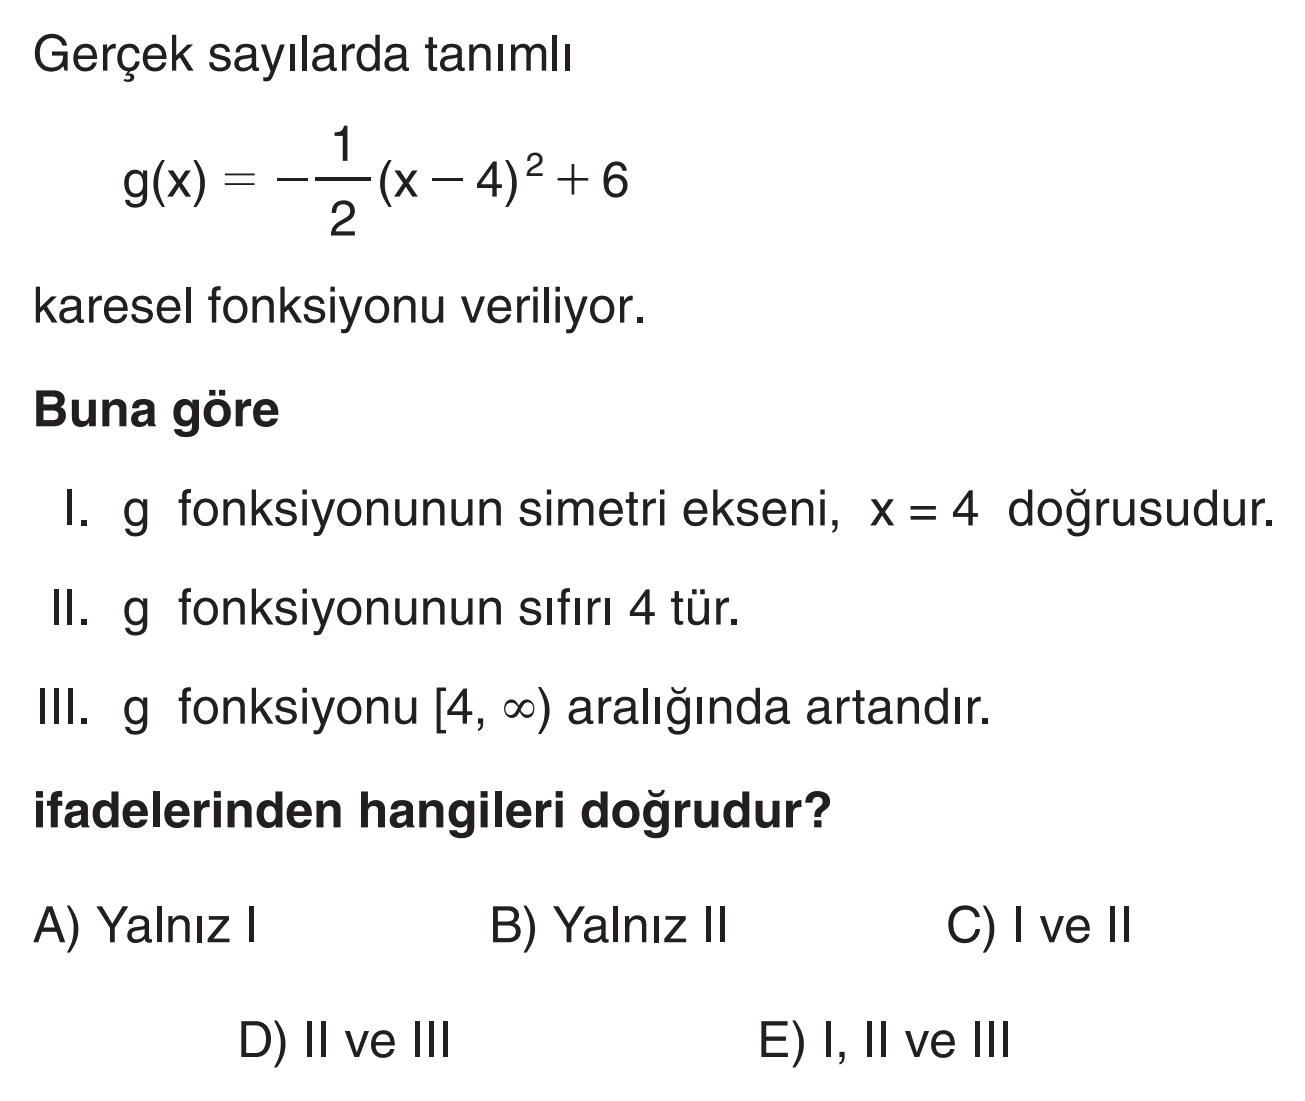 Gerçek sayılarda tanımlı
g(x) = −1/2(x − 4)² + 6
karesel fonksiyonu veriliyor.
Buna göre
I. g fonksiyonunun simetri ekseni, x = 4 doğrusudur.
II. g fonksiyonunun sıfırı 4 tür.
III. g fonksiyonu [4, ∞) aralığında artandır.
ifadelerinden hangileri doğrudur?
A) Yalnız I B) Yalnız II C) I ve II
D) II ve III E) I, II ve III